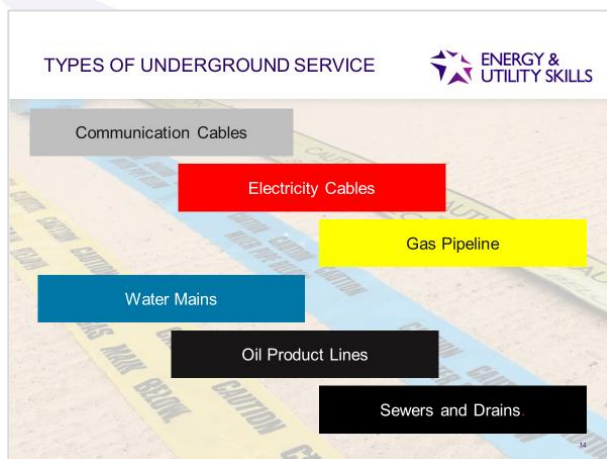 TYPES OF UNDERGROUND SERVICE
ENERGY &
UTILITY SKILLS
Communication Cables
Electricity Cables
Gas Pipeline
Water Mains
Oil Product Lines
Sewers and Drains.
14